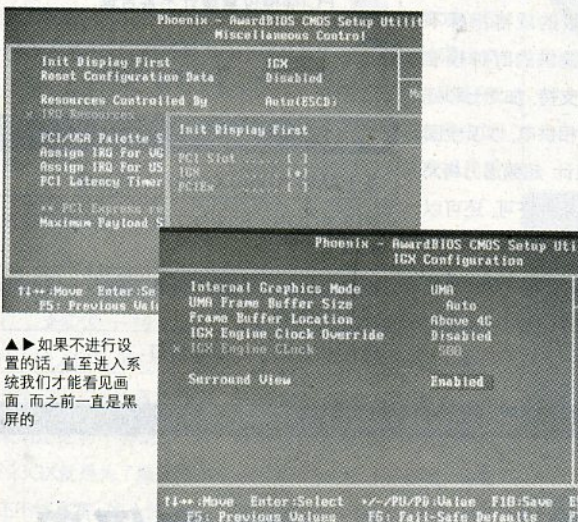 Phoenix - AwardBIOS CMOS Setup Utilit
Miscellaneous Control
Init Display First IGX
Reset Configuration Data Disabled
Resources Controlled By Auto(ESCD)
x IRQ Resources
PCI/VGA Palette S
Assign IRQ For VG
Assign IRQ For US
PCI Latency Timer
** PCI Express re
Maximum Payload S
Init Display First
PCI Slot ..... [ ]
IGX ..... [•]
PCIEx ..... [ ]
↑↓→←:Move Enter:Se
F5: Previous Valu
▲▶如果不进行设
置的话, 直至进入系
统我们才能看见画
面, 而之前一直是黑
屏的
Phoenix - AwardBIOS CMOS Setup Uti
IGX Configuration
Internal Graphics Mode UMA
UMA Frame Buffer Size Auto
Frame Buffer Location Above 4G
IGX Engine Clock Override Disabled
x IGX Engine CLock 500
Surround View Enabled
↑↓→←:Move Enter:Select +/-/PU/PD:Value F10:Save E
F5: Previous Values F6: Fail-Safe Defaults F